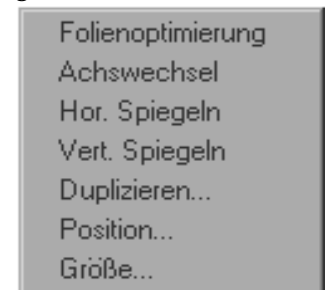 Folienoptimierung
Achswechsel
Hor. Spiegeln
Vert. Spiegeln
Duplizieren...
Position...
Größe...